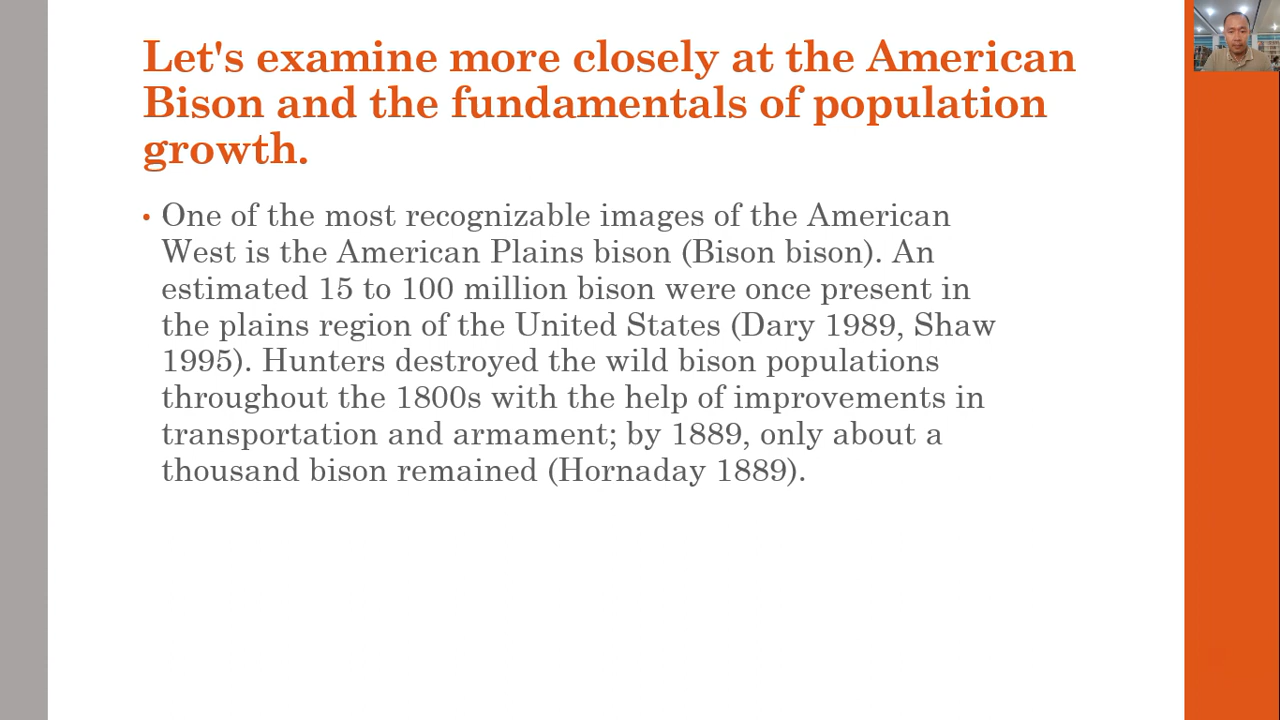 Let's examine more closely at the American
Bison and the fundamentals of population
growth.
• One of the most recognizable images of the American
West is the American Plains bison (Bison bison). An
estimated 15 to 100 million bison were once present in
the plains region of the United States (Dary 1989, Shaw
1995). Hunters destroyed the wild bison populations
throughout the 1800s with the help of improvements in
transportation and armament; by 1889, only about a
thousand bison remained (Hornaday 1889).